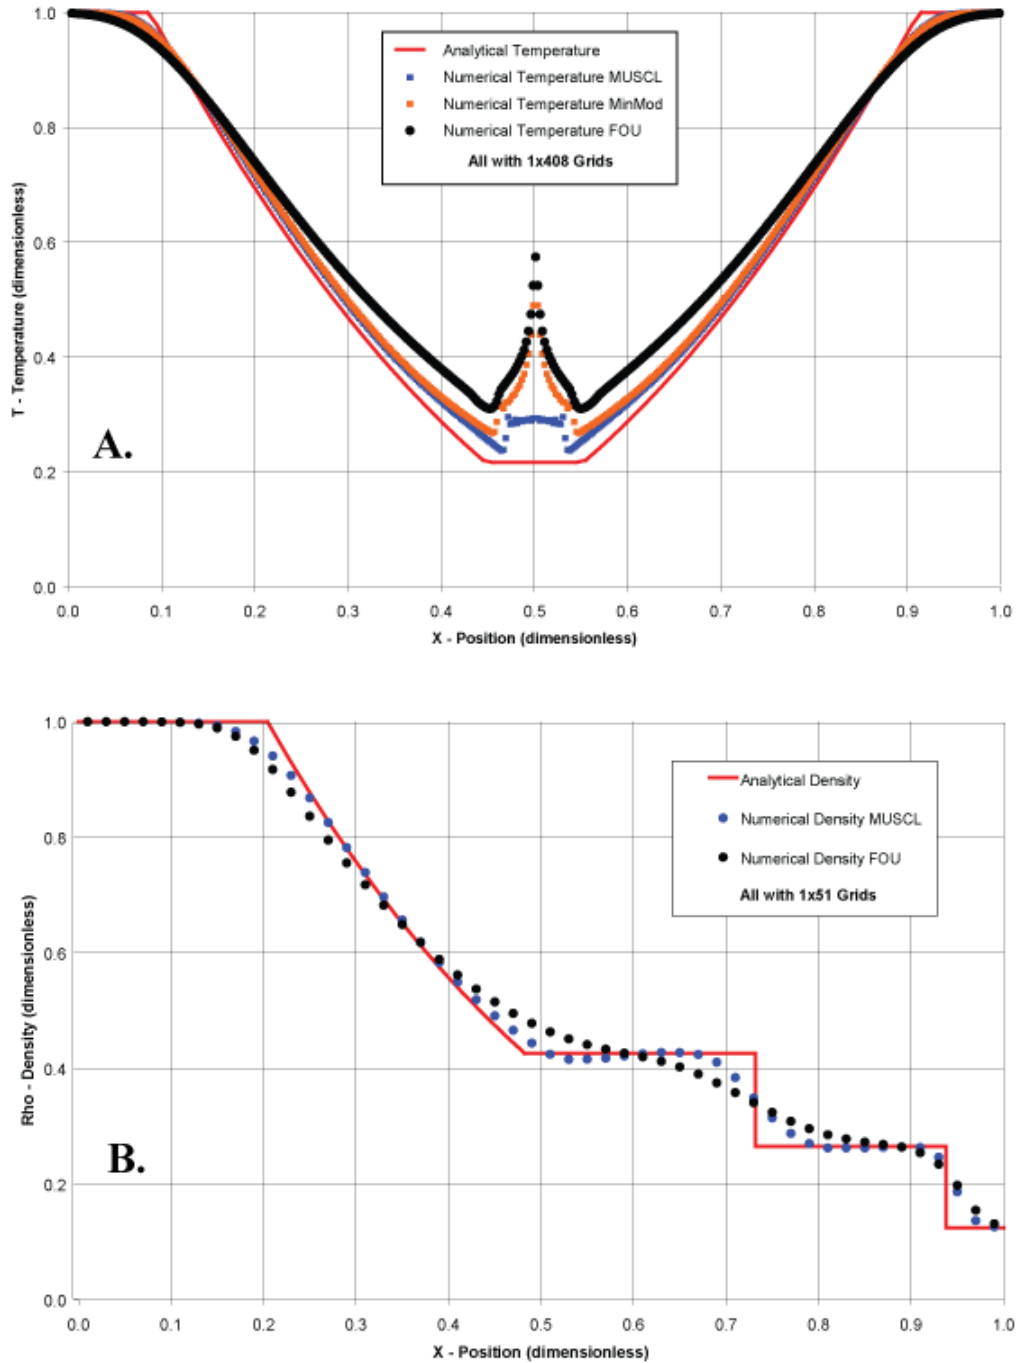 1.0
0.8
0.6
0.4
0.2
0.0
T - Temperature (dimensionless)
Analytical Temperature
Numerical Temperature MUSCL
Numerical Temperature MinMod
Numerical Temperature FOU
All with 1x408 Grids
A.
0.0 0.1 0.2 0.3 0.4 0.5 0.6 0.7 0.8 0.9 1.0
X - Position (dimensionless)
1.0
0.8
0.6
0.4
0.2
0.0
Rho - Density (dimensionless)
Analytical Density
Numerical Density MUSCL
Numerical Density FOU
All with 1x51 Grids
B.
0.0 0.1 0.2 0.3 0.4 0.5 0.6 0.7 0.8 0.9 1.0
X - Position (dimensionless)